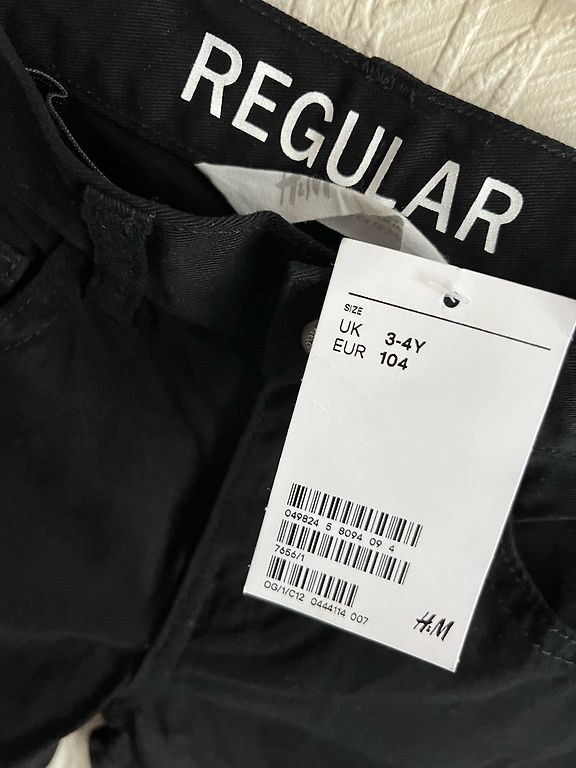 REGULAR
H&M
SIZE
UK 3-4Y
EUR 104
049824 5 8094 09 4
7656/1
OG/1/C12 0444114 007
H&M